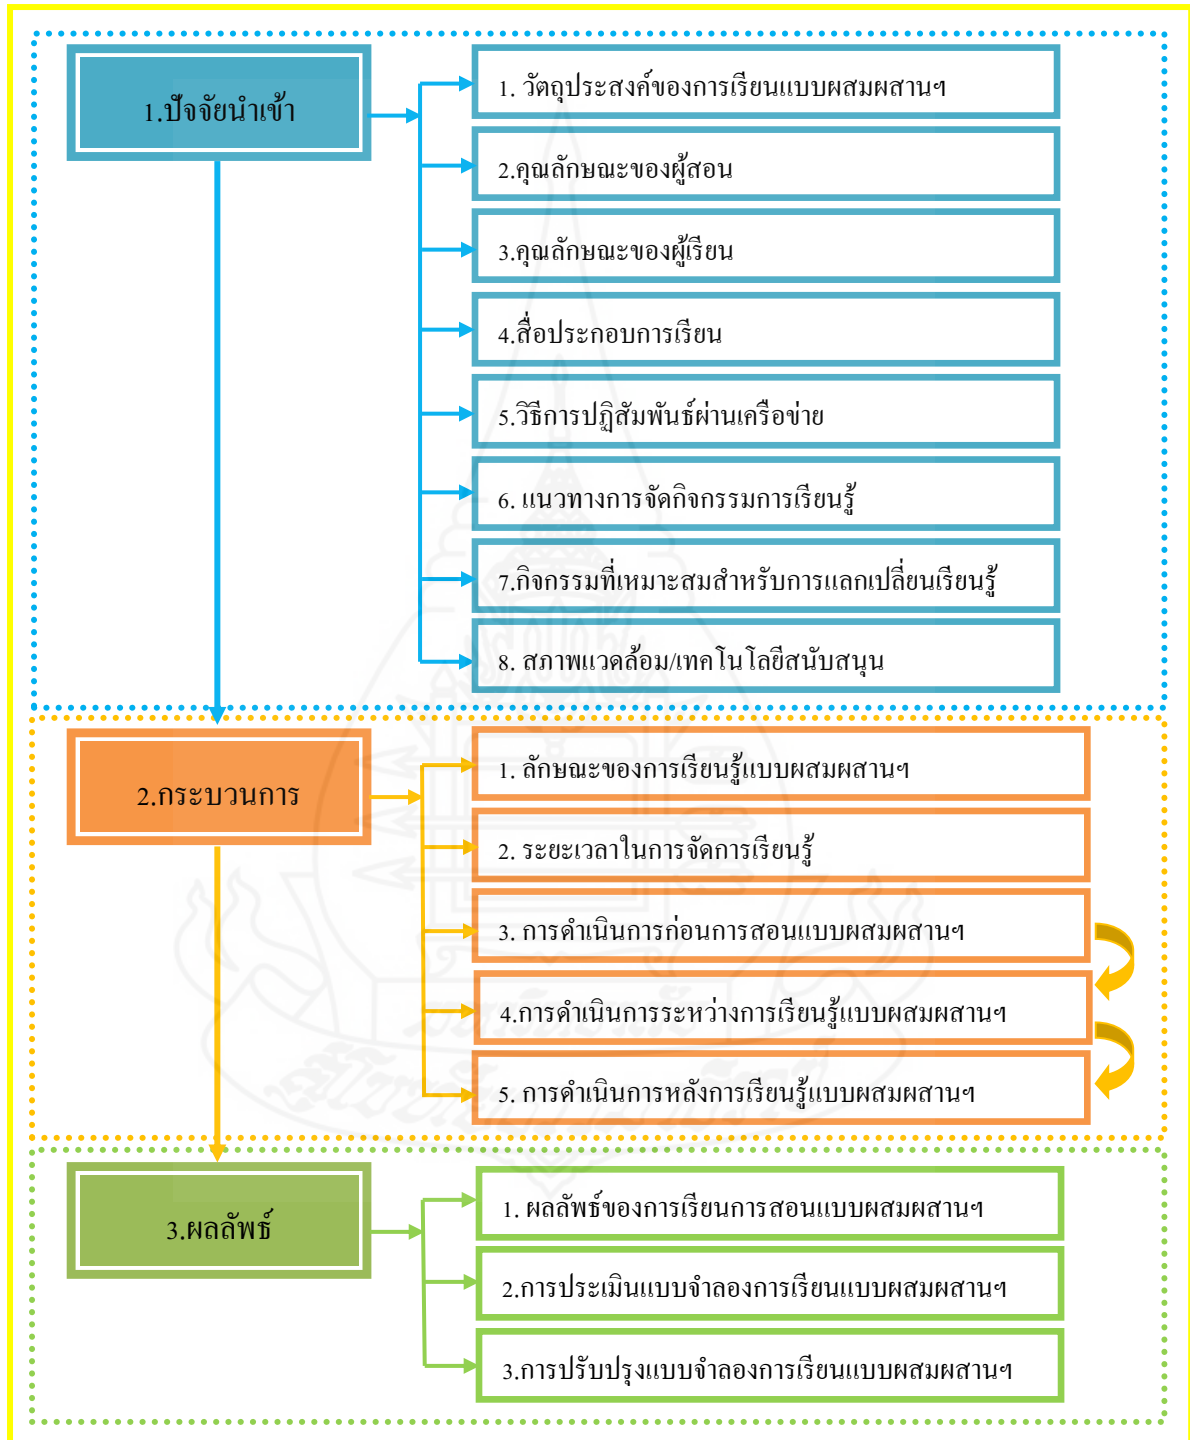 1.ปัจจัยนำเข้า
1. วัตถุประสงค์ของการเรียนแบบผสมผสานฯ
2.คุณลักษณะของผู้สอน
3.คุณลักษณะของผู้เรียน
4.สื่อประกอบการเรียน
5.วิธีการปฏิสัมพันธ์ผ่านเครือข่าย
6. แนวทางการจัดกิจกรรมการเรียนรู้
7.กิจกรรมที่เหมาะสมสำหรับการแลกเปลี่ยนเรียนรู้
8. สภาพแวดล้อม/เทคโนโลยีสนับสนุน
2.กระบวนการ
1. ลักษณะของการเรียนรู้แบบผสมผสานฯ
2. ระยะเวลาในการจัดการเรียนรู้
3. การดำเนินการก่อนการสอนแบบผสมผสานฯ
4.การดำเนินการระหว่างการเรียนรู้แบบผสมผสานฯ
5. การดำเนินการหลังการเรียนรู้แบบผสมผสานฯ
3.ผลลัพธ์
1. ผลลัพธ์ของการเรียนการสอนแบบผสมผสานฯ
2.การประเมินแบบจำลองการเรียนแบบผสมผสานฯ
3.การปรับปรุงแบบจำลองการเรียนแบบผสมผสานฯ